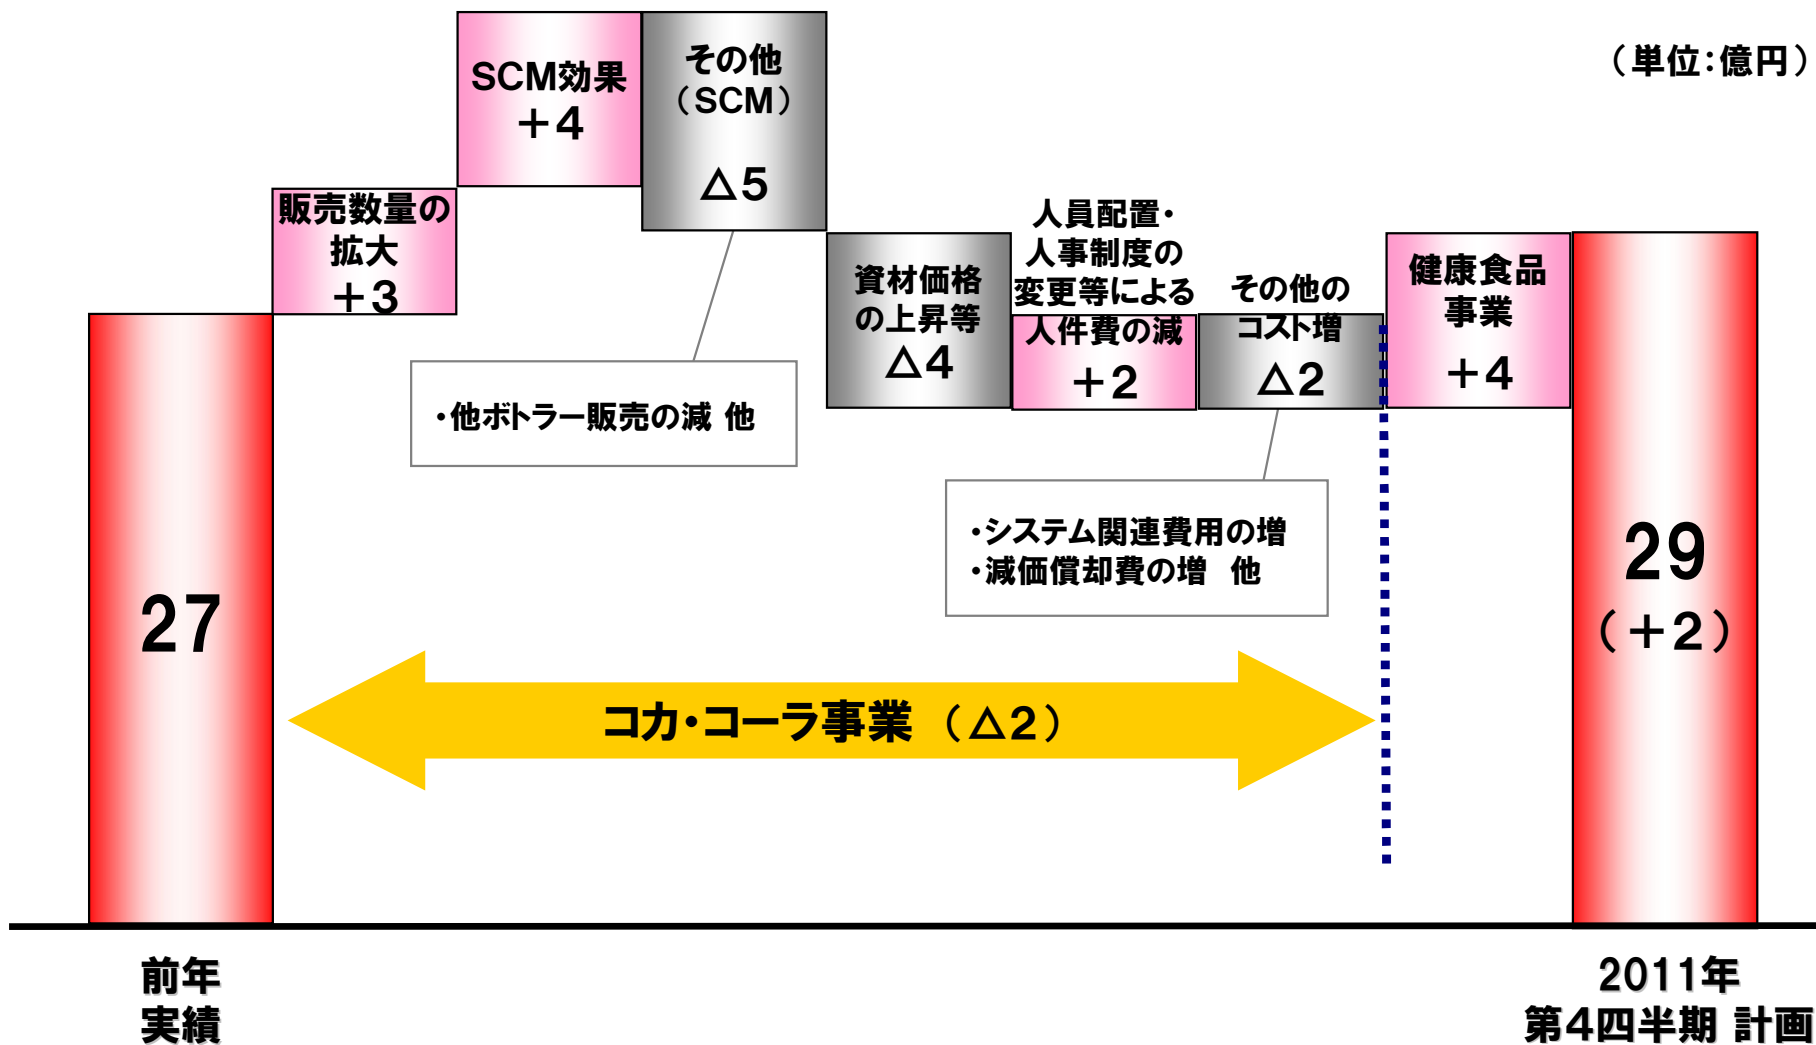 （単位：億円）
SCM効果
＋4
その他
（SCM）
△5
販売数量の
拡大
＋3
資材価格
の上昇等
△4
人員配置・
人事制度の
変更等による
人件費の減
＋2
その他の
コスト増
△2
健康食品
事業
＋4
・他ボトラー販売の減 他
・システム関連費用の増
・減価償却費の増 他
27
29
（＋2）
コカ・コーラ事業 （△2）
前年
実績
2011年
第4四半期 計画